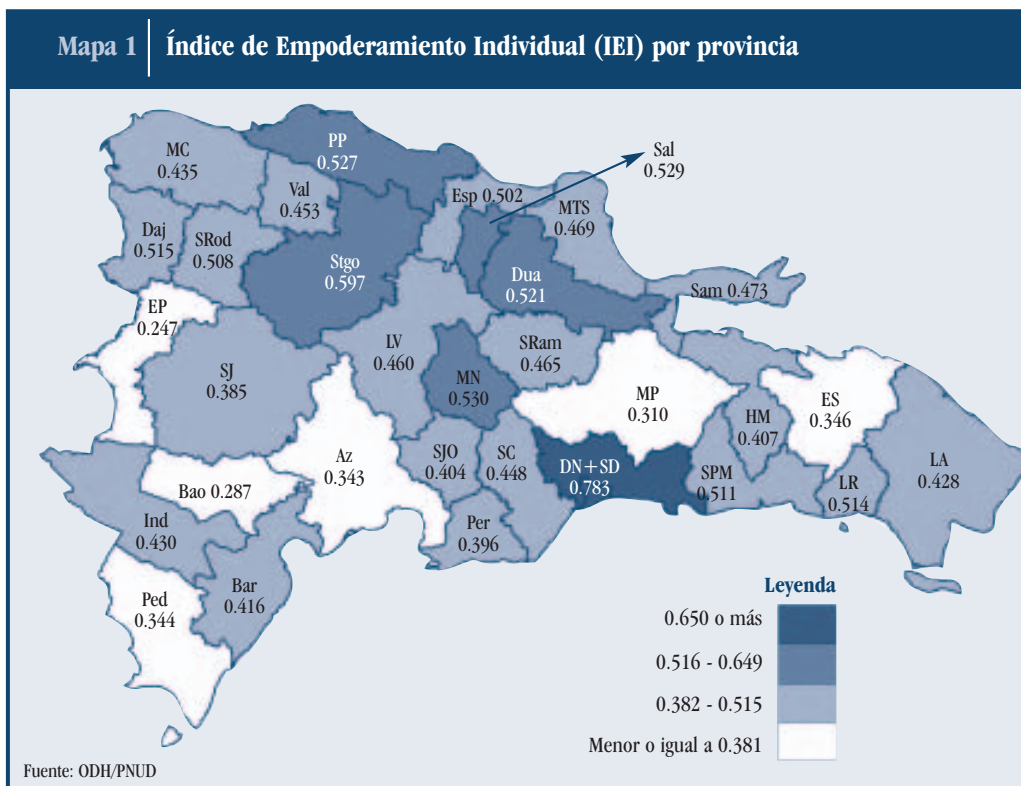 Mapa 1 Índice de Empoderamiento Individual (IEI) por provincia
MC
0.435
PP
0.527
Sal
0.529
Val
0.453
Esp 0.502
MTS
0.469
Daj
0.515
SRod
0.508
Stgo
0.597
Dua
0.521
Sam 0.473
EP
0.247
SJ
0.385
LV
0.460
SRam
0.465
MN
0.530
MP
0.310
ES
0.346
HM
0.407
Az
0.343
SJO
0.404
SC
0.448
DN+SD
0.783
SPM
0.511
LR
0.514
LA
0.428
Bao 0.287
Ind
0.430
Per
0.396
Bar
0.416
Ped
0.344
Leyenda
0.650 o más
0.516 - 0.649
0.382 - 0.515
Menor o igual a 0.381
Fuente: ODH/PNUD